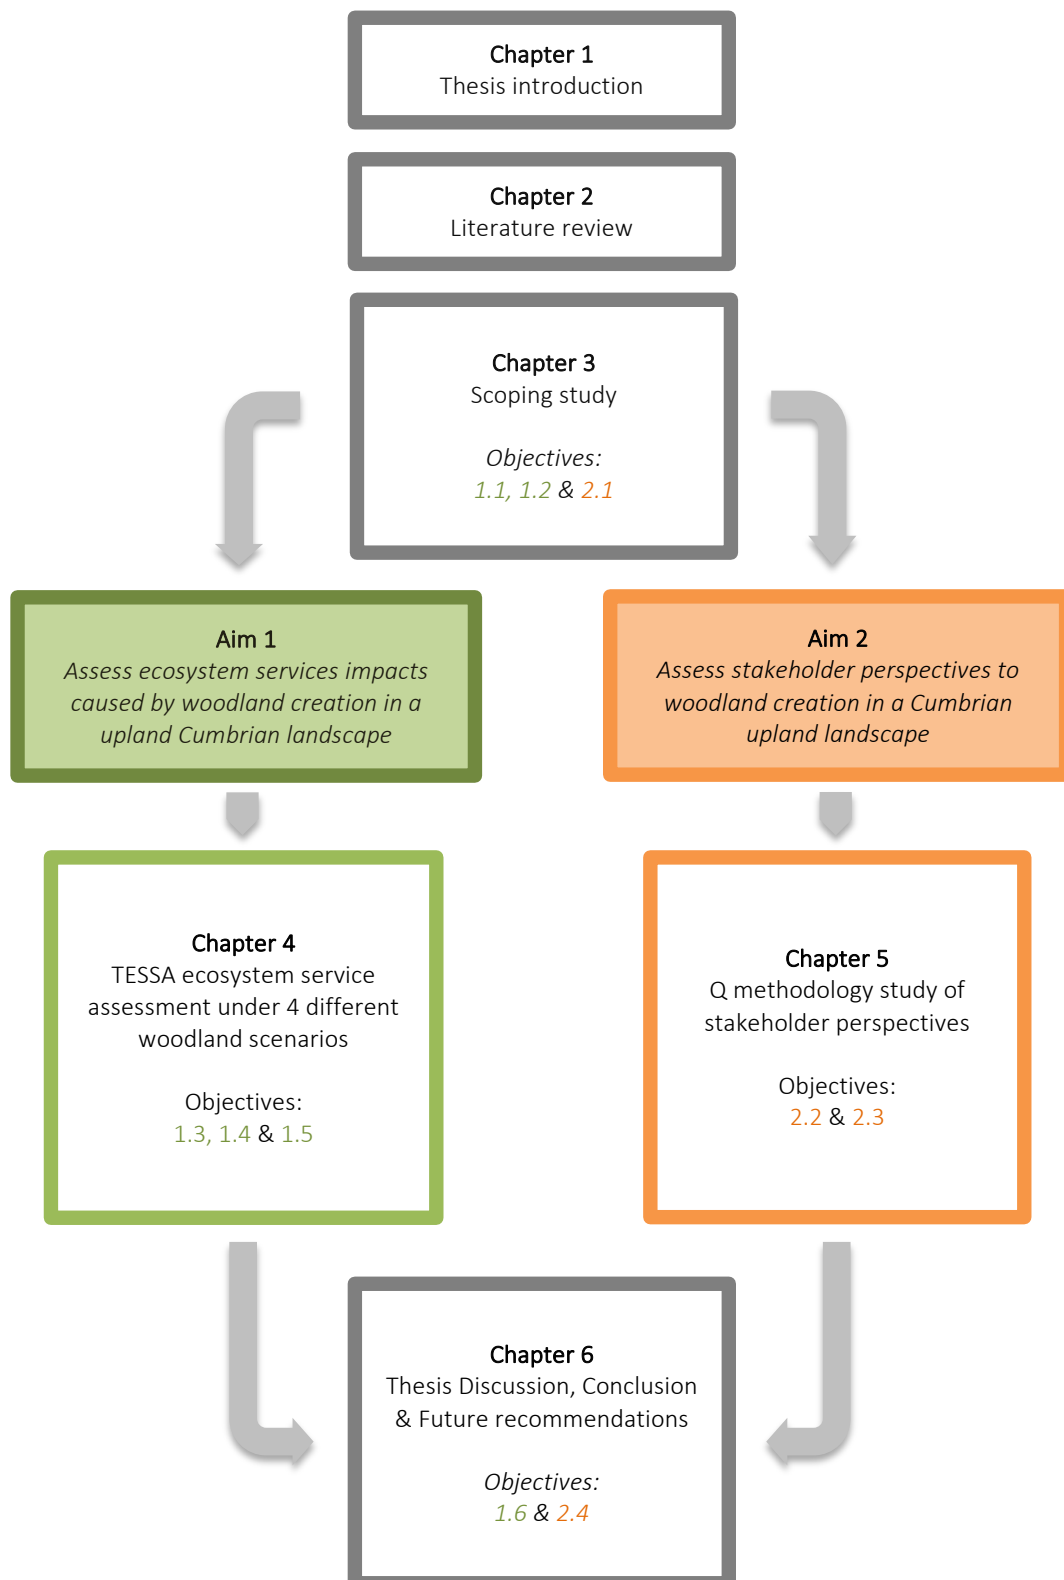 Chapter 1
Thesis introduction
Chapter 2
Literature review
Chapter 3
Scoping study
Objectives:
1.1, 1.2 & 2.1
Aim 1
Assess ecosystem services impacts
caused by woodland creation in a
upland Cumbrian landscape
Aim 2
Assess stakeholder perspectives to
woodland creation in a Cumbrian
upland landscape
Chapter 4
TESSA ecosystem service
assessment under 4 different
woodland scenarios
Objectives:
1.3, 1.4 & 1.5
Chapter 5
Q methodology study of
stakeholder perspectives
Objectives:
2.2 & 2.3
Chapter 6
Thesis Discussion, Conclusion
& Future recommendations
Objectives:
1.6 & 2.4